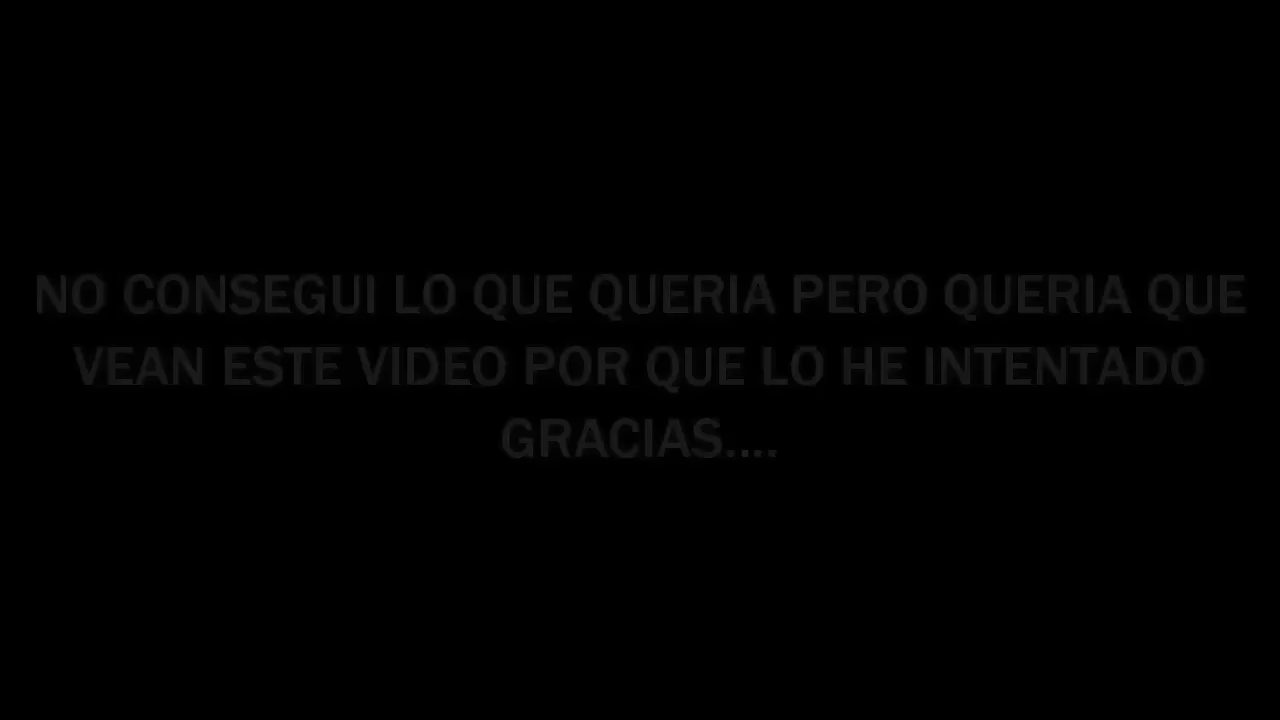 NO CONSEGUI LO QUE QUERIA PERO QUERIA QUE
VEAN ESTE VIDEO POR QUE LO HE INTENTADO
GRACIAS....